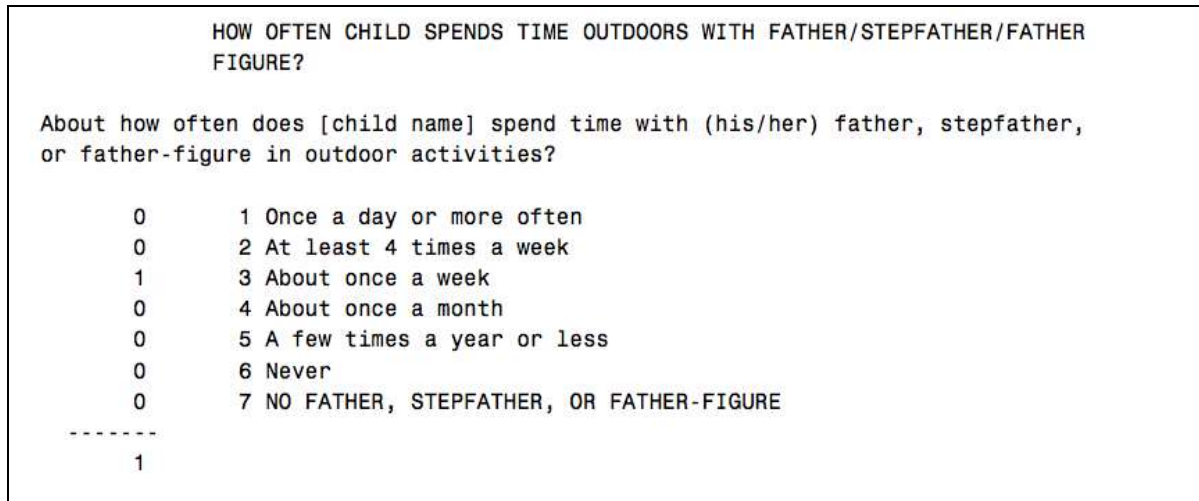 HOW OFTEN CHILD SPENDS TIME OUTDOORS WITH FATHER/STEPFATHER/FATHER
FIGURE?
About how often does [child name] spend time with (his/her) father, stepfather,
or father-figure in outdoor activities?
0 1 Once a day or more often
0 2 At least 4 times a week
1 3 About once a week
0 4 About once a month
0 5 A few times a year or less
0 6 Never
0 7 NO FATHER, STEPFATHER, OR FATHER-FIGURE
-------
1